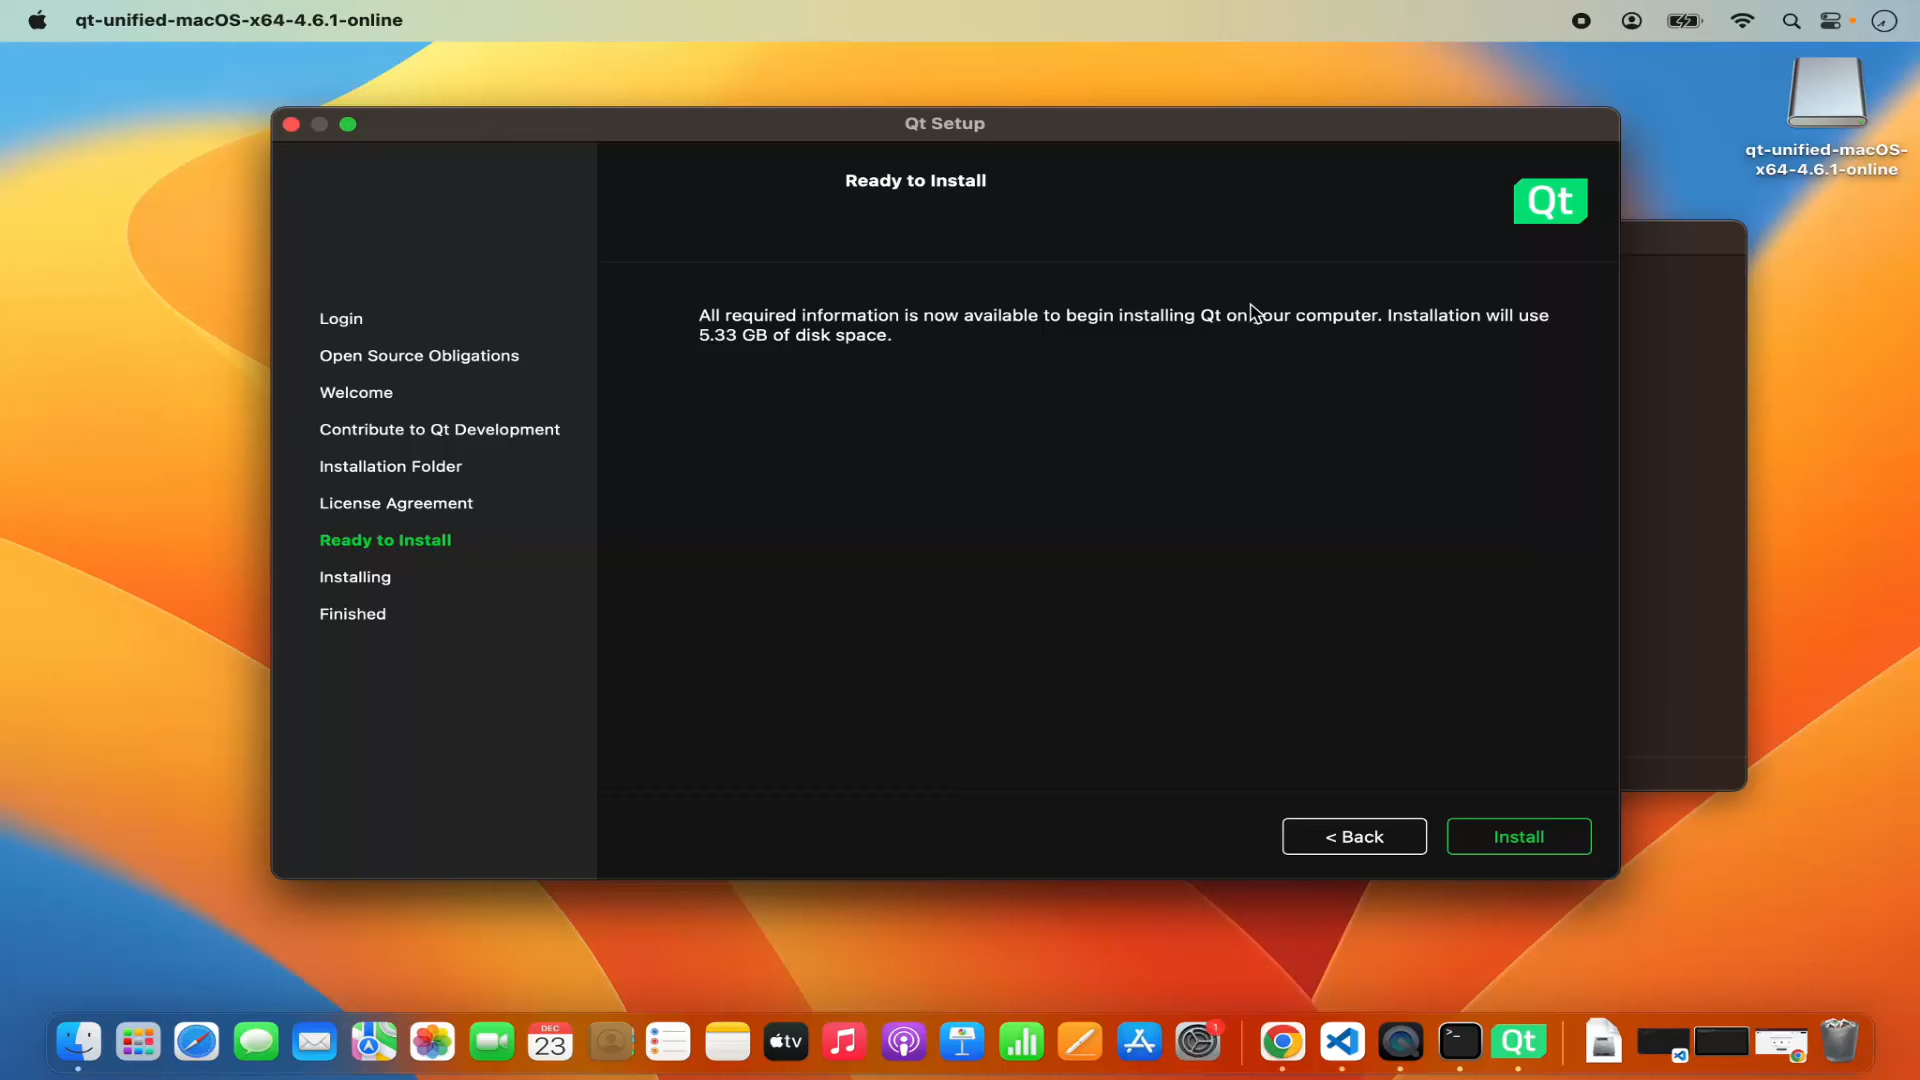 qt-unified-macOS-x64-4.6.1-online
qt-unified-macOS-
x64-4.6.1-online
Qt Setup
Ready to Install
Qt
All required information is now available to begin installing Qt on your computer. Installation will use
5.33 GB of disk space.
Login
Open Source Obligations
Welcome
Contribute to Qt Development
Installation Folder
License Agreement
Ready to Install
Installing
Finished
< Back
Install
DEC
23
tv
1
>_
Qt